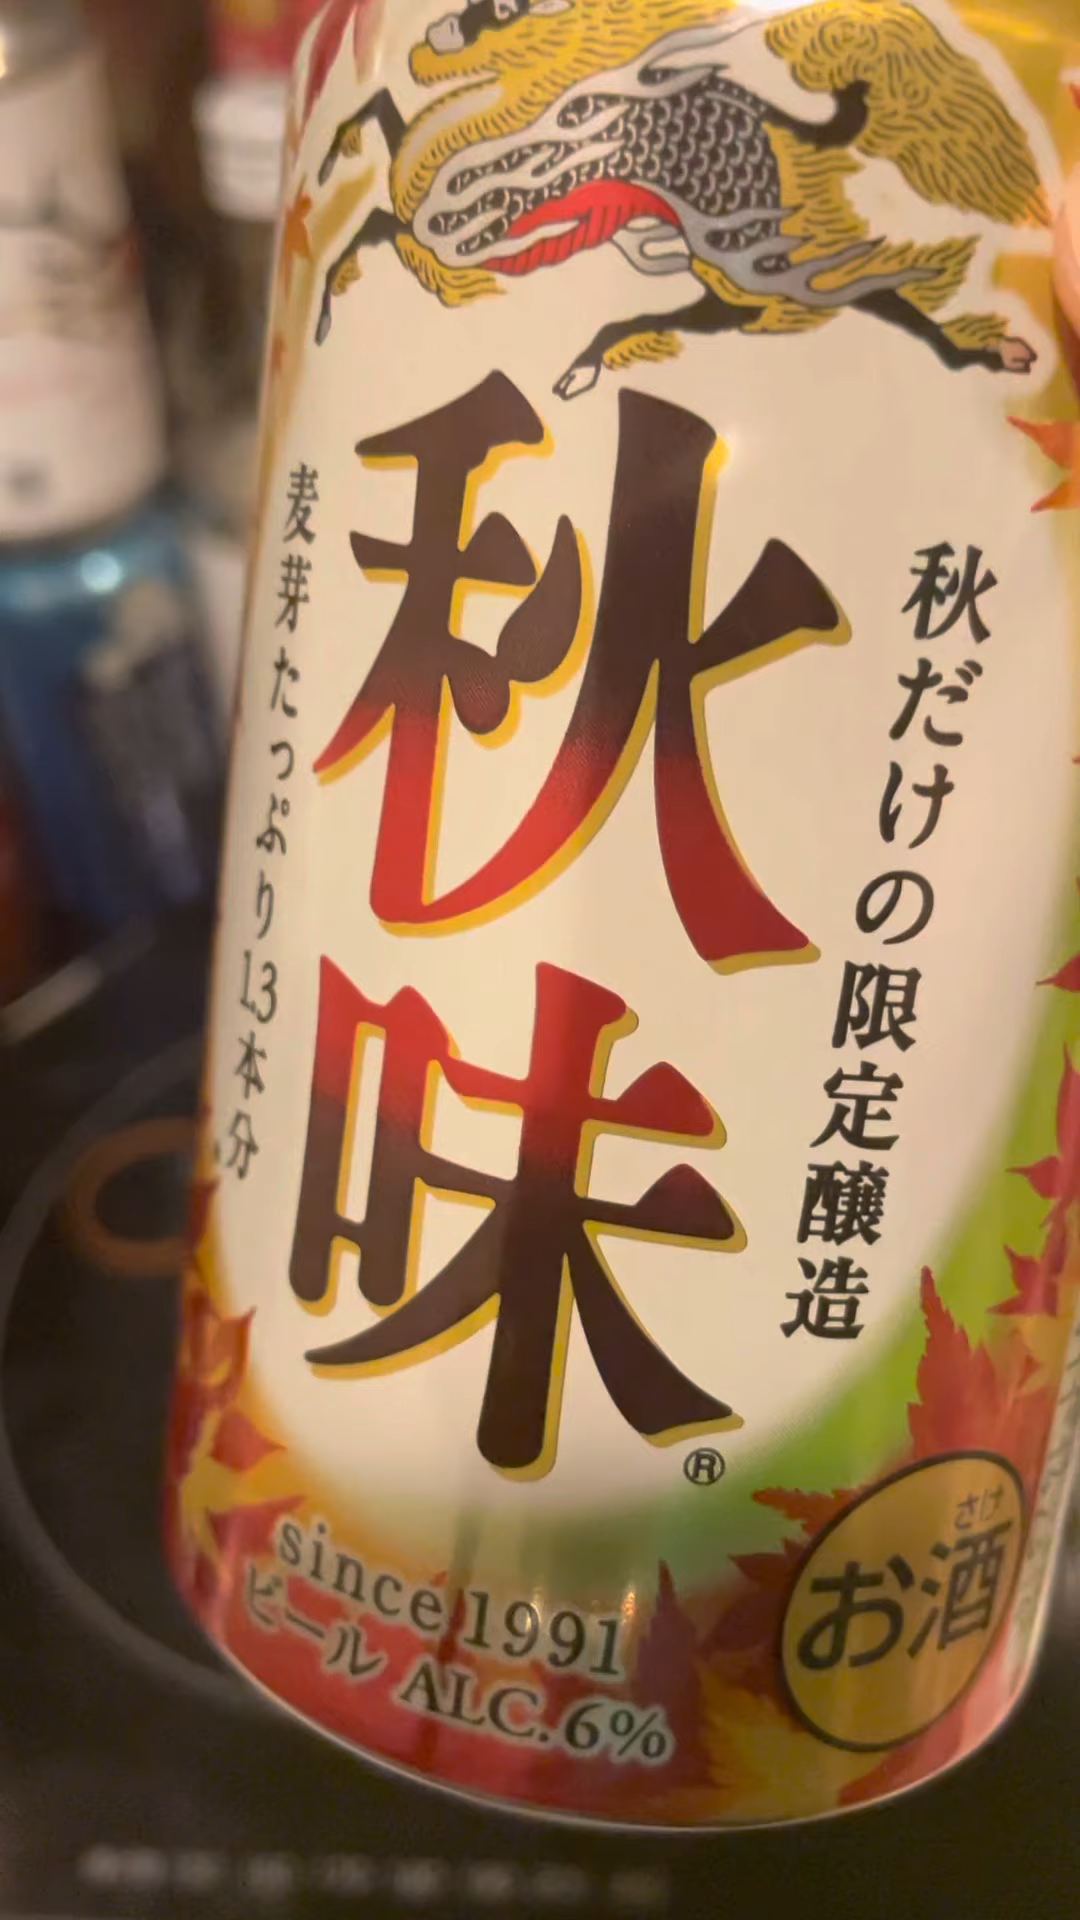 秋味
秋だけの限定醸造
麦芽たっぷり1.3本分
®
since 1991
ビール ALC.6%
さけ
お酒